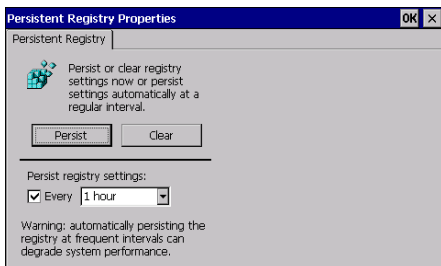 Persistent Registry Properties OK ×
Persistent Registry
Persist or clear registry
settings now or persist
settings automatically at a
regular interval.
Persist Clear
Persist registry settings:
Every 1 hour
Warning: automatically persisting the
registry at frequent intervals can
degrade system performance.